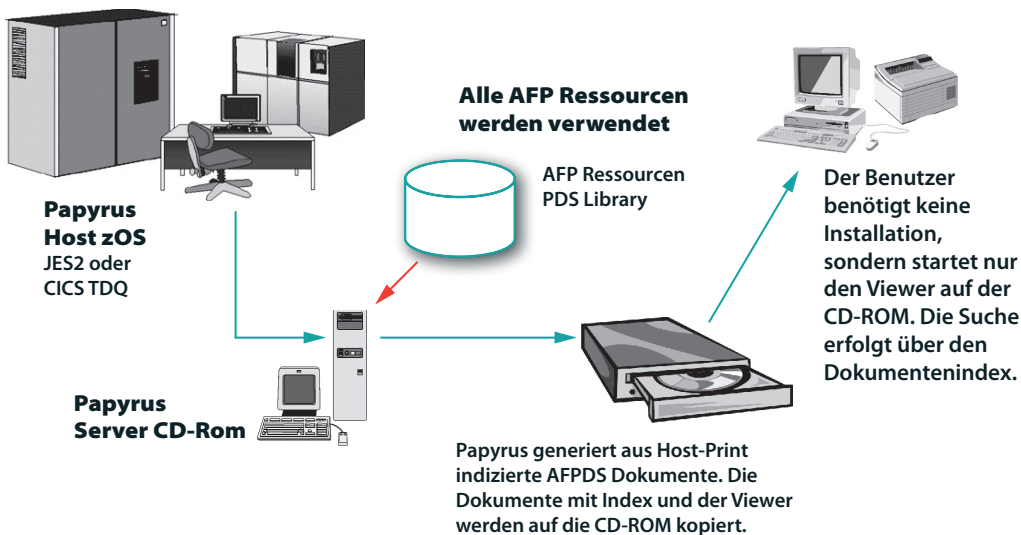 Alle AFP Ressourcen
werden verwendet
AFP Ressourcen
PDS Library
Papyrus
Host zOS
JES2 oder
CICS TDQ
Papyrus
Server CD-Rom
Der Benutzer
benötigt keine
Installation,
sondern startet nur
den Viewer auf der
CD-ROM. Die Suche
erfolgt über den
Dokumentenindex.
Papyrus generiert aus Host-Print
indizierte AFPDS Dokumente. Die
Dokumente mit Index und der Viewer
werden auf die CD-ROM kopiert.